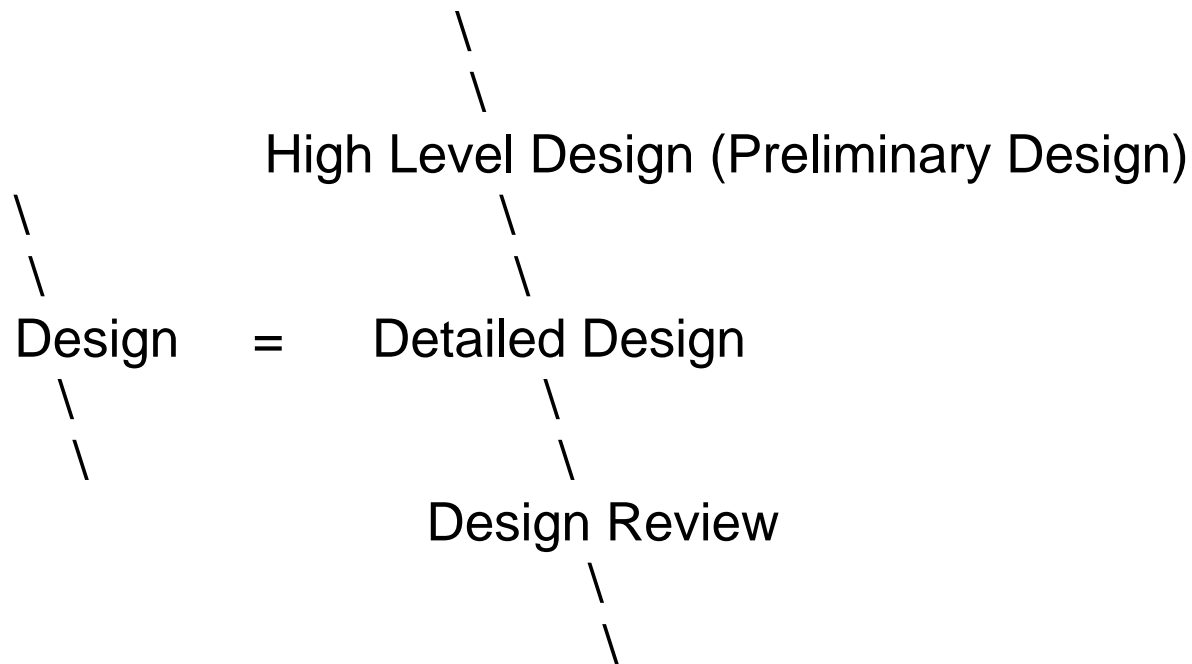 \
\
High Level Design (Preliminary Design)
\ \
\ \
Design = Detailed Design
\ \
\ \
Design Review
\
\